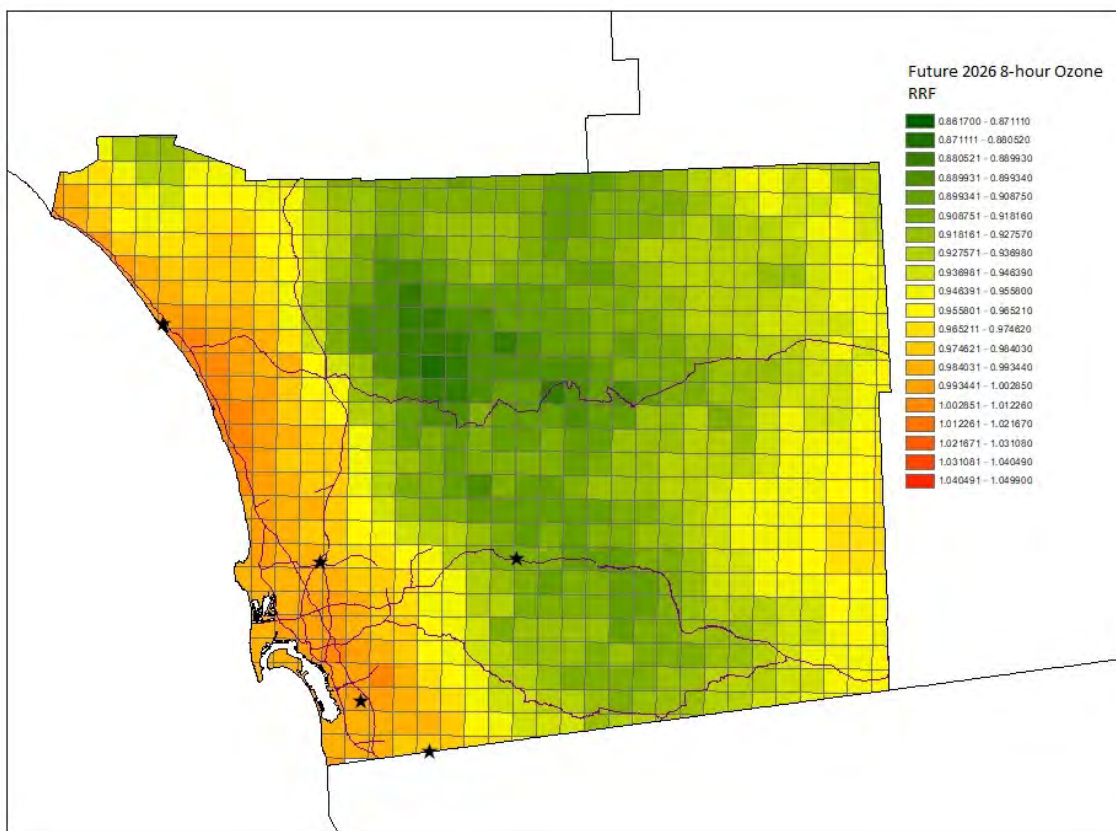 Future 2026 8-hour Ozone
RRF
0.861700 - 0.871110
0.871111 - 0.880520
0.880521 - 0.889930
0.889931 - 0.899340
0.899341 - 0.908750
0.908751 - 0.918160
0.918161 - 0.927570
0.927571 - 0.936980
0.936981 - 0.946390
0.946391 - 0.955800
0.955801 - 0.965210
0.965211 - 0.974620
0.974621 - 0.984030
0.984031 - 0.993440
0.993441 - 1.002850
1.002851 - 1.012260
1.012261 - 1.021670
1.021671 - 1.031080
1.031081 - 1.040490
1.040491 - 1.049900